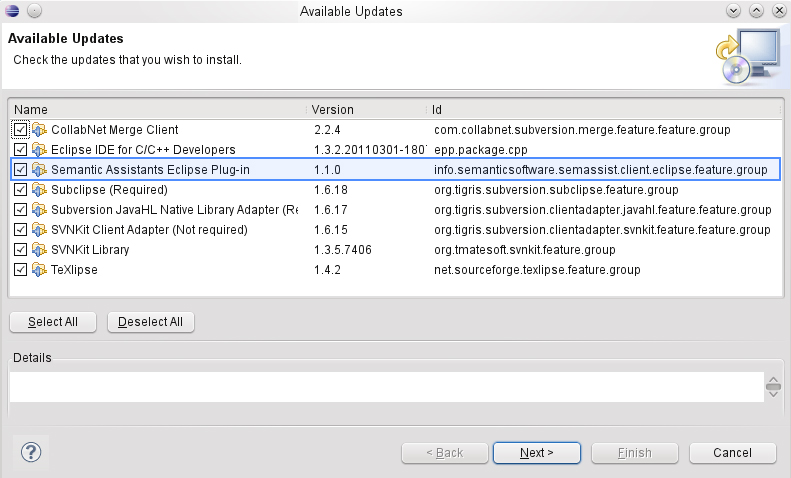 Available Updates
Available Updates
Check the updates that you wish to install.
Name Version Id
CollabNet Merge Client 2.2.4 com.collabnet.subversion.merge.feature.feature.group
Eclipse IDE for C/C++ Developers 1.3.2.20110301-180 epp.package.cpp
Semantic Assistants Eclipse Plug-in 1.1.0 info.semanticsoftware.semassist.client.eclipse.feature.group
Subclipse (Required) 1.6.18 org.tigris.subversion.subclipse.feature.group
Subversion JavaHL Native Library Adapter (Re 1.6.17 org.tigris.subversion.clientadapter.javahl.feature.feature.group
SVNKit Client Adapter (Not required) 1.6.15 org.tigris.subversion.clientadapter.svnkit.feature.feature.group
SVNKit Library 1.3.5.7406 org.tmatesoft.svnkit.feature.group
TeXlipse 1.4.2 net.sourceforge.texlipse.feature.group
Select All Deselect All
Details
? < Back Next > Finish Cancel